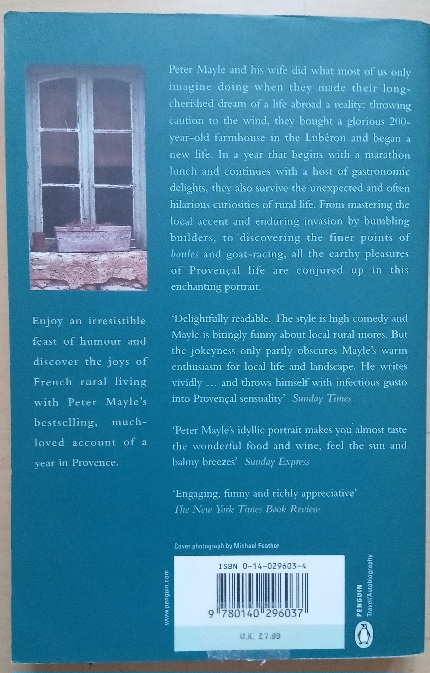 Peter Mayle and his wife did what most of us only
imagine doing when they made their long-
cherished dream of a life abroad a reality: throwing
caution to the wind, they bought a glorious 200-
year-old farmhouse in the Lubéron and began a
new life. In a year that begins with a marathon
lunch and continues with a host of gastronomic
delights, they also survive the unexpected and often
hilarious curiosities of rural life. From mastering the
local accent and enduring invasion by bumbling
builders, to discovering the finer points of
boules and goat-racing, all the earthy pleasures
of Provençal life are conjured up in this
enchanting portrait.
Enjoy an irresistible
feast of humour and
discover the joys of
French rural living
with Peter Mayle's
bestselling, much-
loved account of a
year in Provence.
'Delightfully readable. The style is high comedy and
Mayle is bitingly funny about local rural mores. But
the jokeyness only partly obscures Mayle's warm
enthusiasm for local life and landscape. He writes
vividly ... and throws himself with infectious gusto
into Provençal sensuality' Sunday Times
'Peter Mayle's idyllic portrait makes you almost taste
the wonderful food and wine, feel the sun and
balmy breezes' Sunday Express
'Engaging, funny and richly appreciative'
The New York Times Book Review
Cover photograph by Michael Feather
www.penguin.com
ISBN 0-14-029603-4
9 780140 296037
U.K. £7.99
PENGUIN
Travel/Autobiography